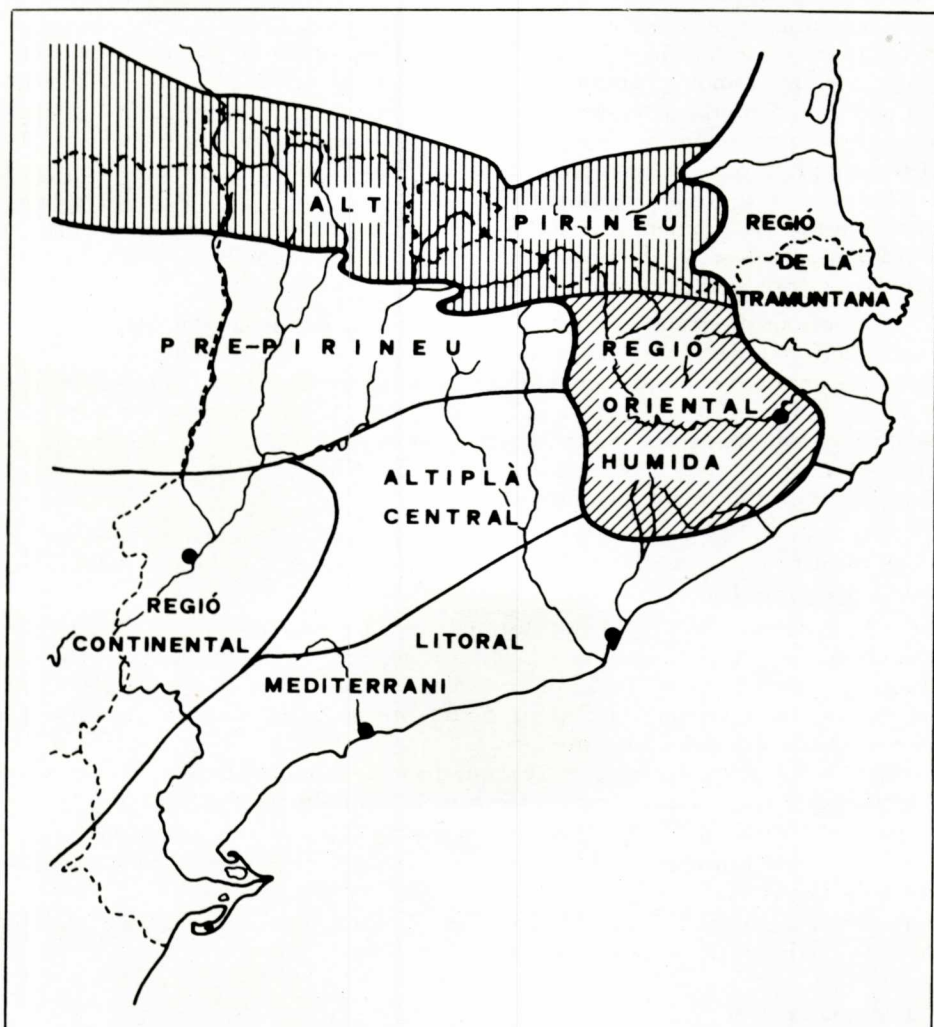 ALT PIRINEU
REGIÓ
DE LA
TRAMUNTANA
PRE-PIRINEU
REGIÓ
ORIENTAL
HUMIDA
ALTIPLÀ
CENTRAL
REGIÓ
CONTINENTAL
LITORAL
MEDITERRANI